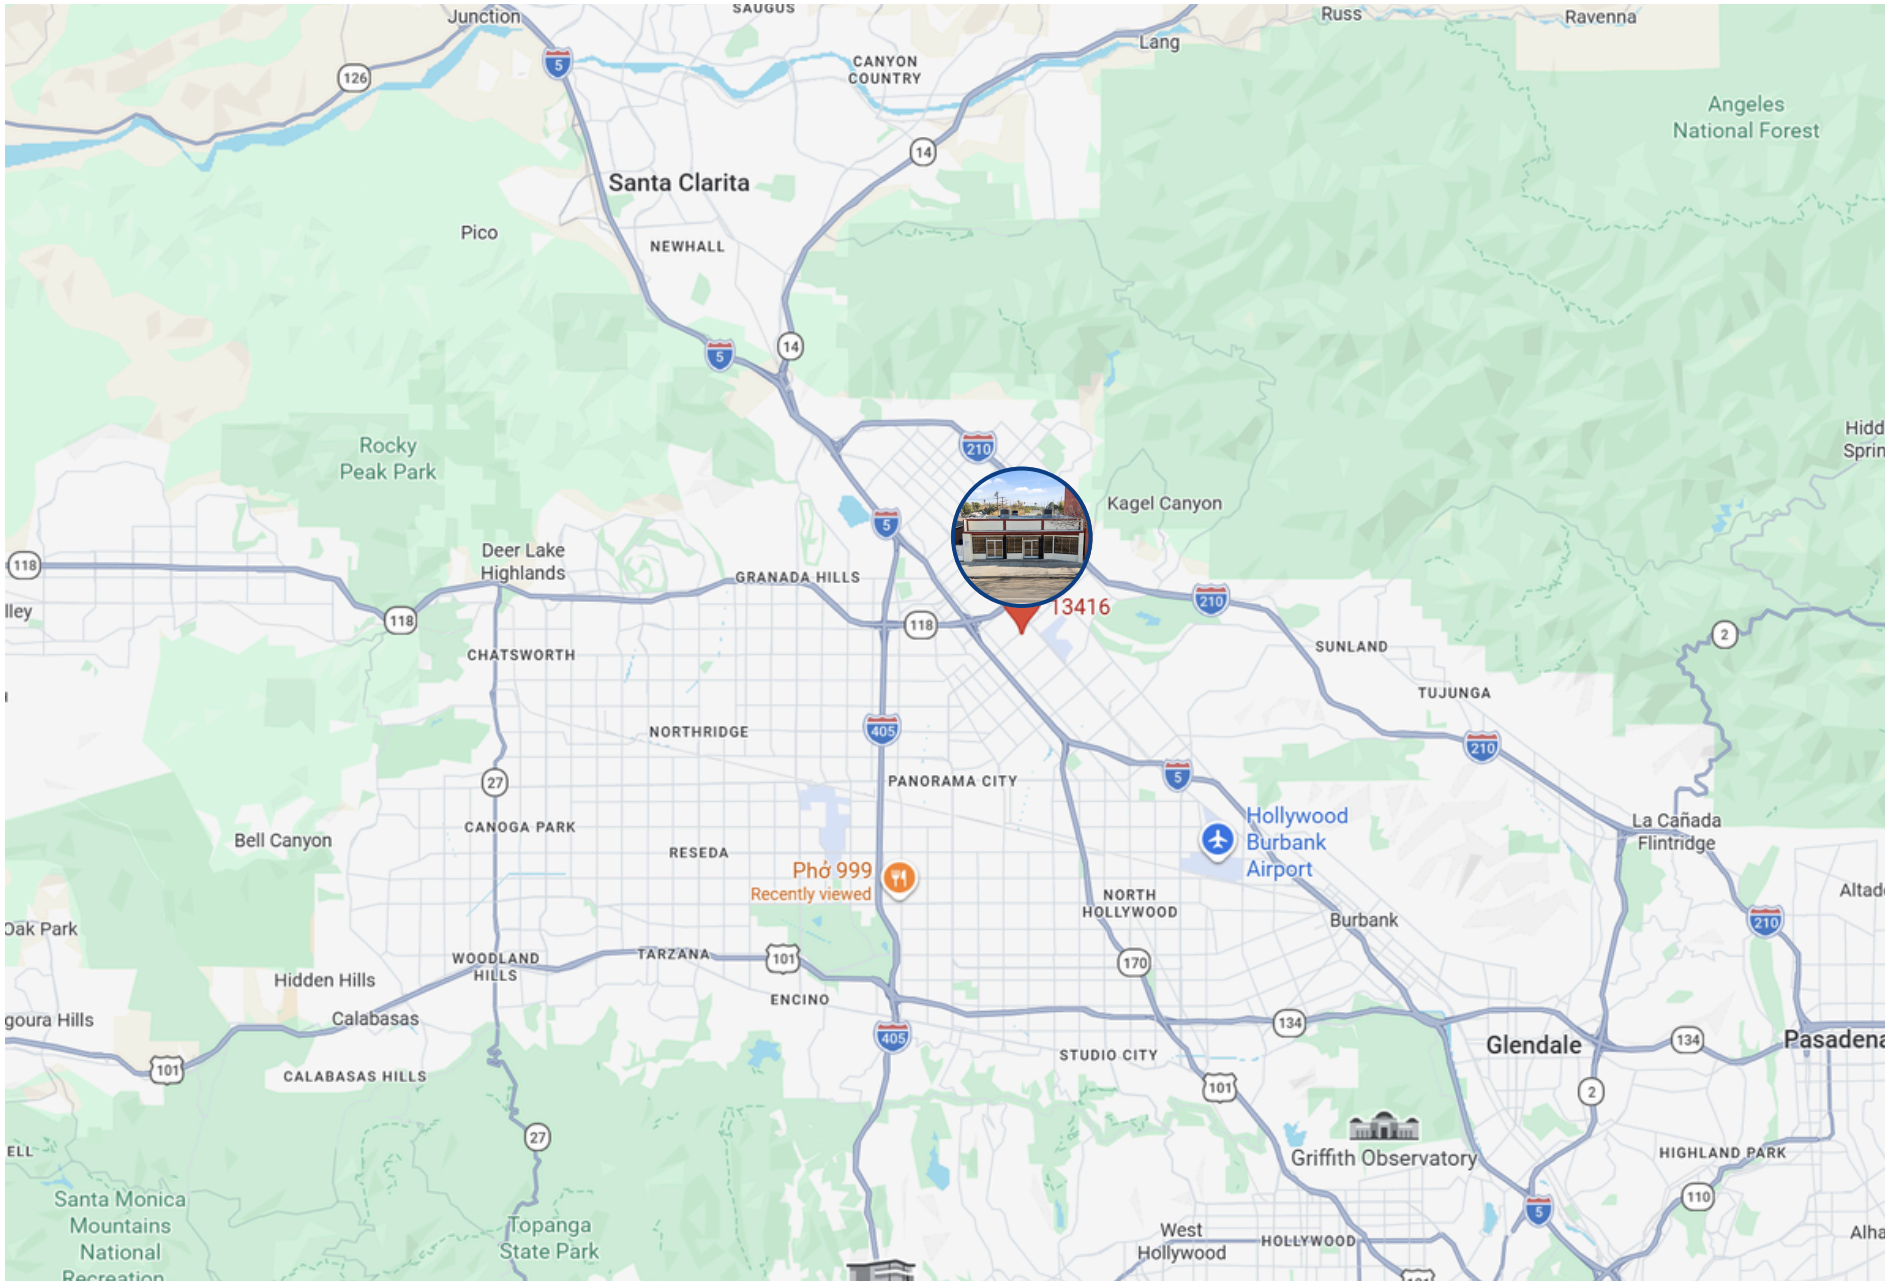 Junction
SAUGUS
Russ
Ravenna
Lang
5
126
CANYON
COUNTRY
Angeles
National Forest
14
Santa Clarita
Pico
NEWHALL
5
14
Rocky
Peak Park
210
Hidd
Sprin
Kagel Canyon
5
118
Deer Lake
Highlands
GRANADA HILLS
210
13416
lley
118
118
2
SUNLAND
CHATSWORTH
TUJUNGA
NORTHRIDGE
405
210
27
PANORAMA CITY
5
Hollywood
Burbank
Airport
CANOGA PARK
Bell Canyon
La Cañada
Flintridge
RESEDA
Phở 999
Recently viewed
Altad
NORTH
HOLLYWOOD
Burbank
210
Oak Park
WOODLAND
HILLS
TARZANA
101
170
Hidden Hills
ENCINO
goura Hills
Calabasas
134
405
Glendale
134
Pasadena
STUDIO CITY
101
CALABASAS HILLS
101
2
27
ELL
Griffith Observatory
HIGHLAND PARK
Santa Monica
Mountains
National
Recreation
110
5
Topanga
State Park
West
Hollywood
HOLLYWOOD
Alha
101